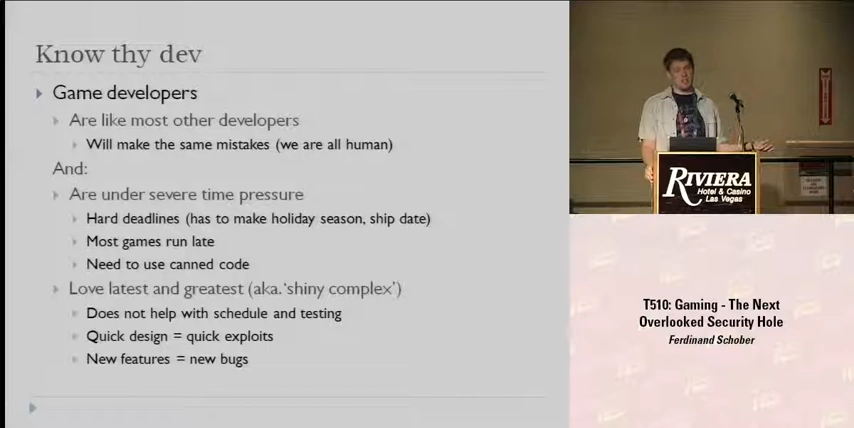 Know thy dev
Game developers
Are like most other developers
Will make the same mistakes (we are all human)
And:
Are under severe time pressure
Hard deadlines (has to make holiday season, ship date)
Most games run late
Need to use canned code
Love latest and greatest (aka. 'shiny complex')
Does not help with schedule and testing
Quick design = quick exploits
New features = new bugs
RIVIERA
Hotel & Casino
Las Vegas
T510: Gaming - The Next
Overlooked Security Hole
Ferdinand Schober